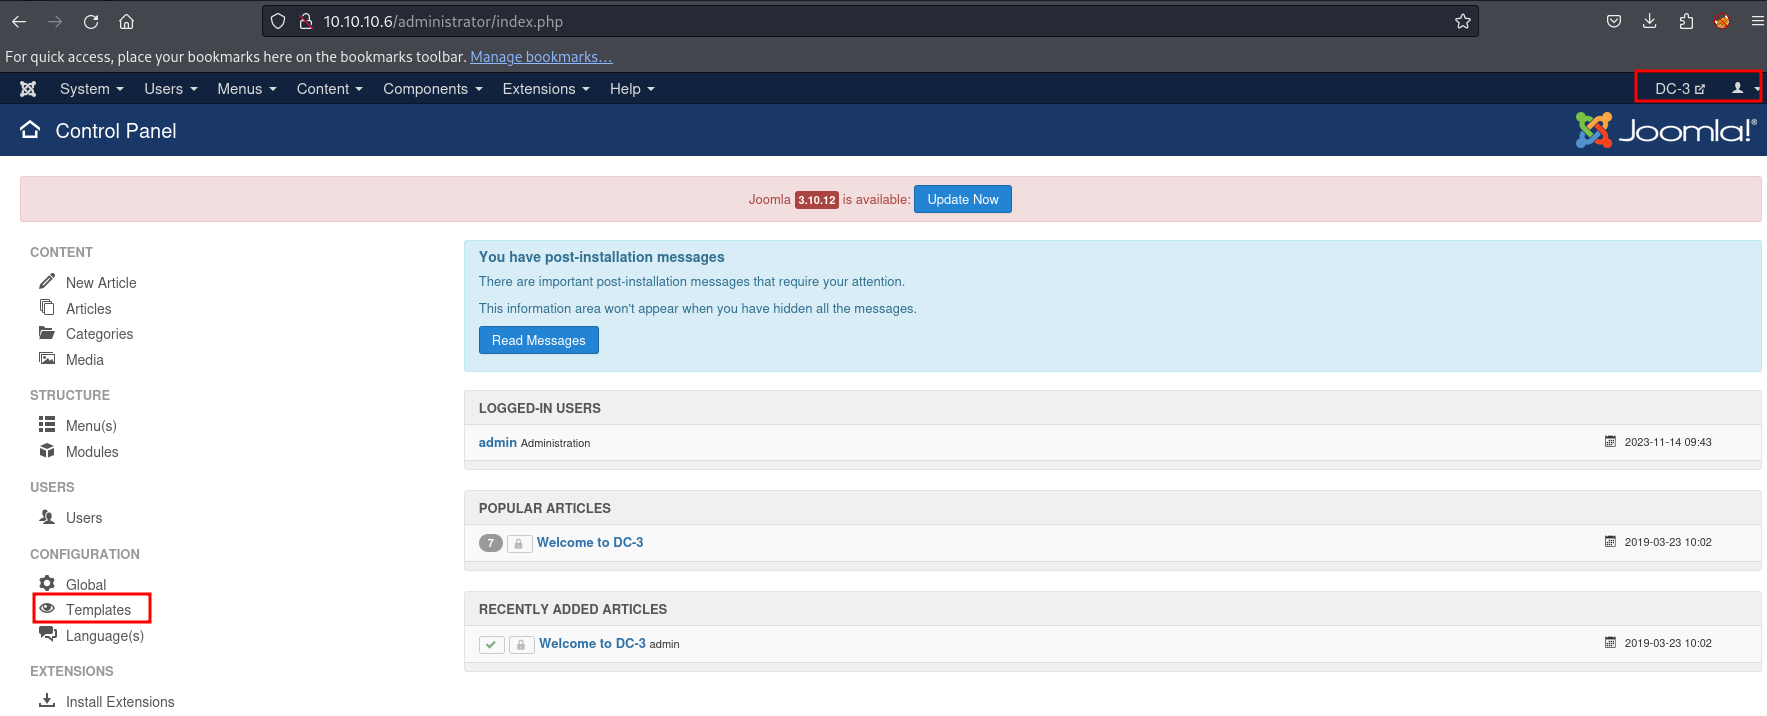 10.10.10.6/administrator/index.php
For quick access, place your bookmarks here on the bookmarks toolbar. Manage bookmarks…
System Users Menus Content Components Extensions Help DC-3
Control Panel Joomla!®
Joomla 3.10.12 is available: Update Now
CONTENT
New Article
Articles
Categories
Media
STRUCTURE
Menu(s)
Modules
USERS
Users
CONFIGURATION
Global
Templates
Language(s)
EXTENSIONS
Install Extensions
You have post-installation messages
There are important post-installation messages that require your attention.
This information area won't appear when you have hidden all the messages.
Read Messages
LOGGED-IN USERS
admin Administration 2023-11-14 09:43
POPULAR ARTICLES
7 Welcome to DC-3 2019-03-23 10:02
RECENTLY ADDED ARTICLES
Welcome to DC-3 admin 2019-03-23 10:02